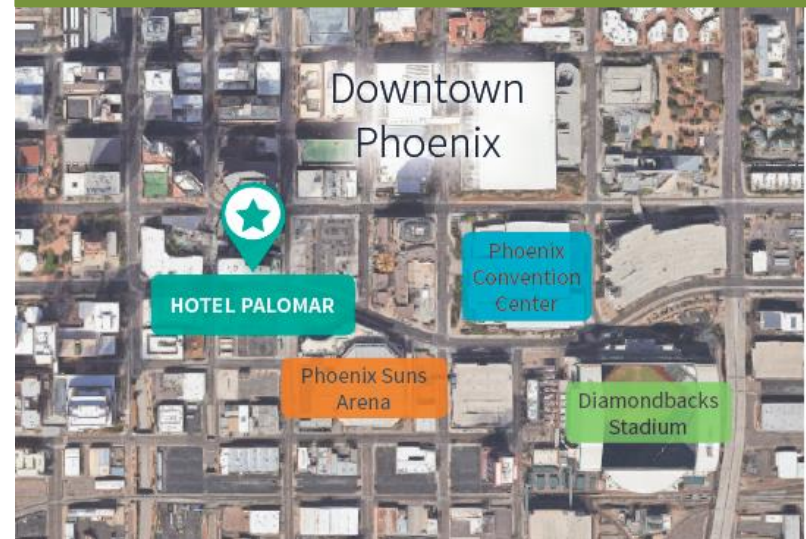 Downtown
Phoenix
Phoenix
Convention
Center
HOTEL PALOMAR
Phoenix Suns
Arena
Diamondbacks
Stadium